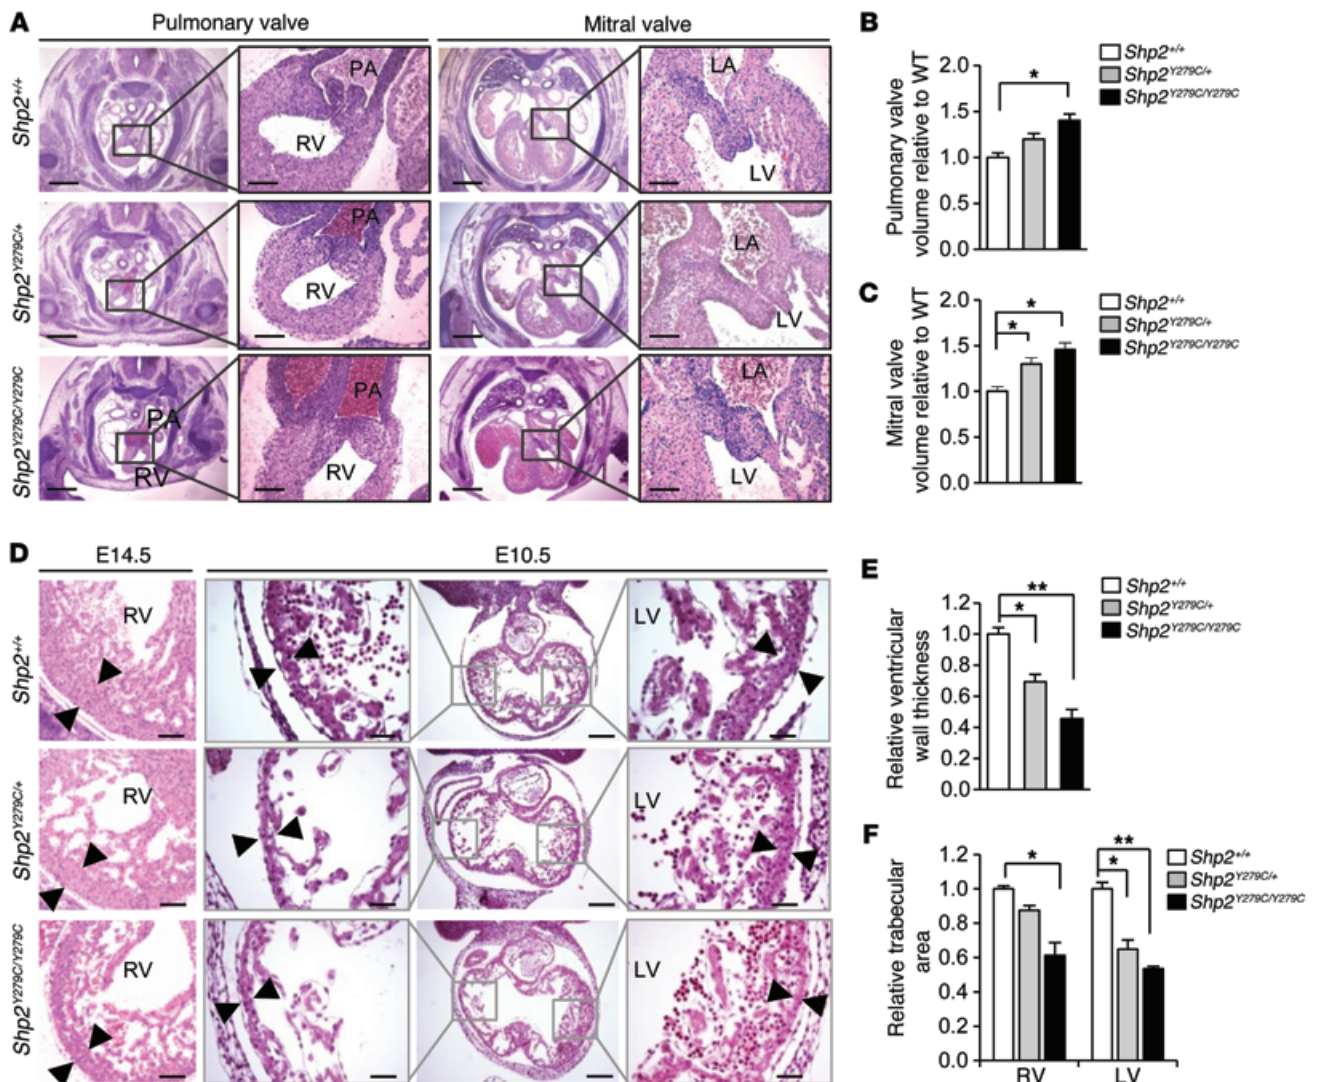 A
Pulmonary valve
Mitral valve
Shp2+/+
PA
RV
LA
LV
Shp2Y279C/+
PA
RV
LA
LV
Shp2Y279C/Y279C
PA
RV
PA
RV
LA
LV
B
Pulmonary valve
volume relative to WT
2.0
1.5
1.0
0.5
0.0
*
Shp2+/+
Shp2Y279C/+
Shp2Y279C/Y279C
C
Mitral valve
volume relative to WT
2.0
1.5
1.0
0.5
0.0
*
*
Shp2+/+
Shp2Y279C/+
Shp2Y279C/Y279C
D
E14.5
E10.5
Shp2+/+
RV
LV
Shp2Y279C/+
RV
LV
Shp2Y279C/Y279C
RV
LV
E
Relative ventricular
wall thickness
1.2
1.0
0.8
0.6
0.4
0.2
0.0
**
*
Shp2+/+
Shp2Y279C/+
Shp2Y279C/Y279C
F
Relative trabecular
area
1.2
1.0
0.8
0.6
0.4
0.2
0.0
*
**
*
RV
LV
Shp2+/+
Shp2Y279C/+
Shp2Y279C/Y279C